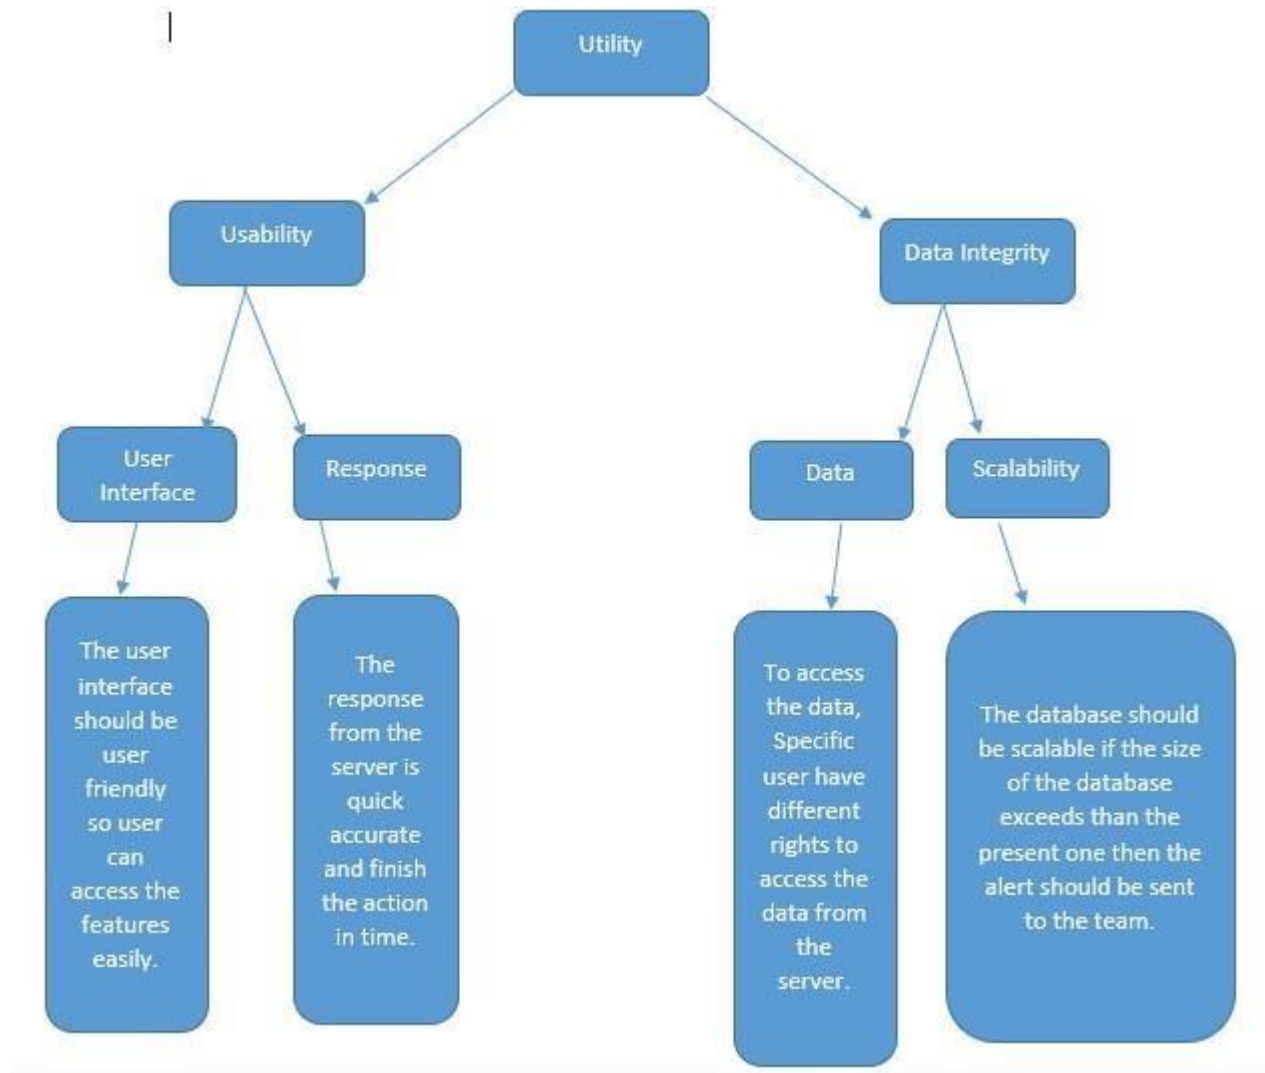 Utility
Usability
Data Integrity
User
Interface
Response
Data
Scalability
The user
interface
should be
user
friendly
so user
can
access the
features
easily.
The
response
from the
server is
quick
accurate
and finish
the action
in time.
To access
the data,
Specific
user have
different
rights to
access the
data from
the
server.
The database should
be scalable if the size
of the database
exceeds than the
present one then the
alert should be sent
to the team.